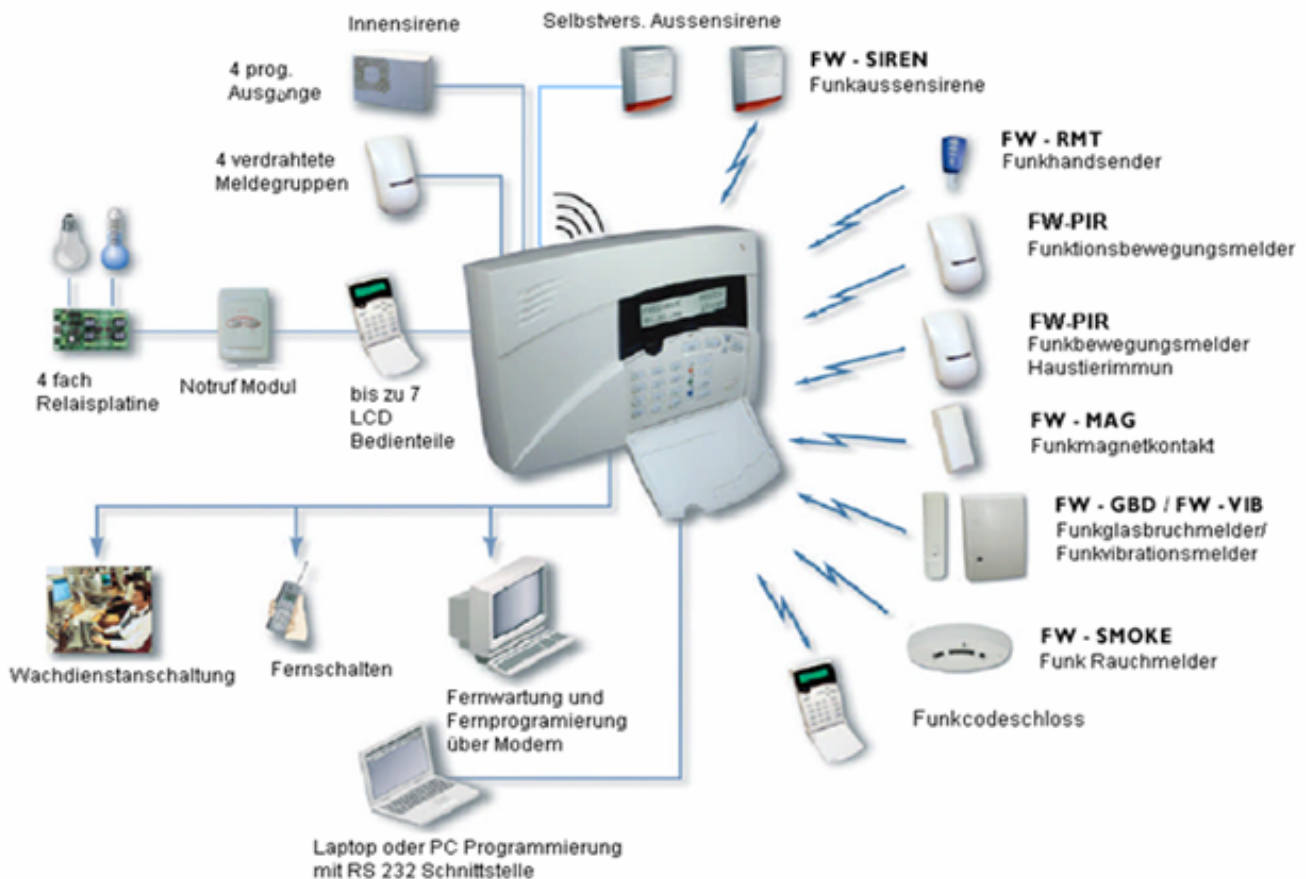 Innensirene
Selbstvers. Aussensirene
4 prog.
Ausgänge
FW - SIREN
Funkaussensirene
4 verdrahtete
Meldegruppen
FW - RMT
Funkhandsender
FW-PIR
Funktionsbewegungsmelder
FW-PIR
Funkbewegungsmelder
Haustierimmun
4 fach
Relaisplatine
Notruf Modul
bis zu 7
LCD
Bedienteile
FW - MAG
Funkmagnetkontakt
FW - GBD / FW - VIB
Funkglasbruchmelder/
Funkvibrationsmelder
FW - SMOKE
Funk Rauchmelder
Funkcodeschloss
Wachdienstanschaltung
Fernschalten
Fernwartung und
Fernprogramierung
über Modem
Laptop oder PC Programmierung
mit RS 232 Schnittstelle